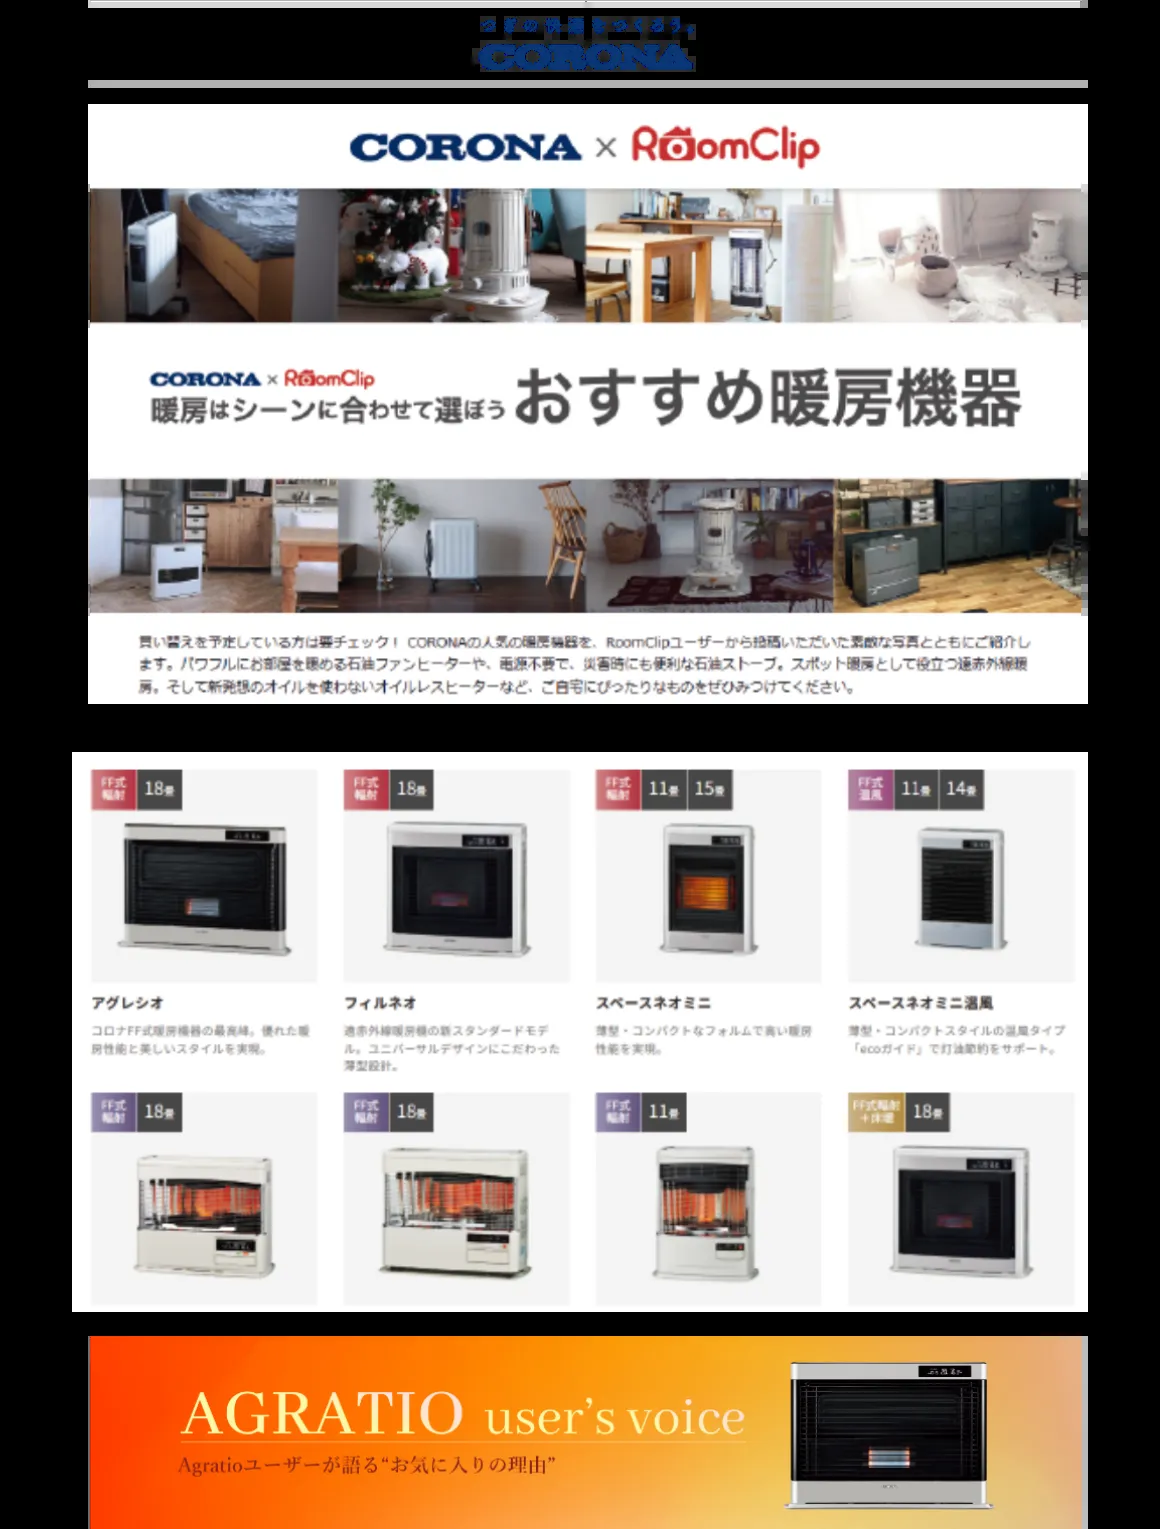 つぎの快適をつくろう。
CORONA
CORONA × RoomClip
CORONA × RoomClip
暖房はシーンに合わせて選ぼう おすすめ暖房機器
買い替えを予定している方は要チェック！ CORONAの人気の暖房機器を、RoomClipユーザーから投稿いただいた素敵な写真とともにご紹介し
ます。パワフルにお部屋を暖める石油ファンヒーターや、電源不要で、災害時にも便利な石油ストーブ。スポット暖房として役立つ遠赤外線暖
房。そして新発想のオイルを使わないオイルレスヒーターなど、ご自宅にぴったりなものをぜひみつけてください。
FF式 輻射 18畳
FF式 輻射 18畳
FF式 輻射 11畳 15畳
FF式 温風 11畳 14畳
アグレシオ
コロナFF式暖房機器の最高峰。優れた暖
房性能と美しいスタイルを実現。
フィルネオ
遠赤外線暖房機の新スタンダードモデ
ル。ユニバーサルデザインにこだわった
薄型設計。
スペースネオミニ
薄型・コンパクトなフォルムで高い暖房
性能を実現。
スペースネオミニ温風
薄型・コンパクトスタイルの温風タイプ
「ecoガイド」で灯油節約をサポート。
FF式 輻射 18畳
FF式 輻射 18畳
FF式 輻射 11畳
FF式輻射 ＋床暖 18畳
AGRATIO user's voice
Agratioユーザーが語る“お気に入りの理由”